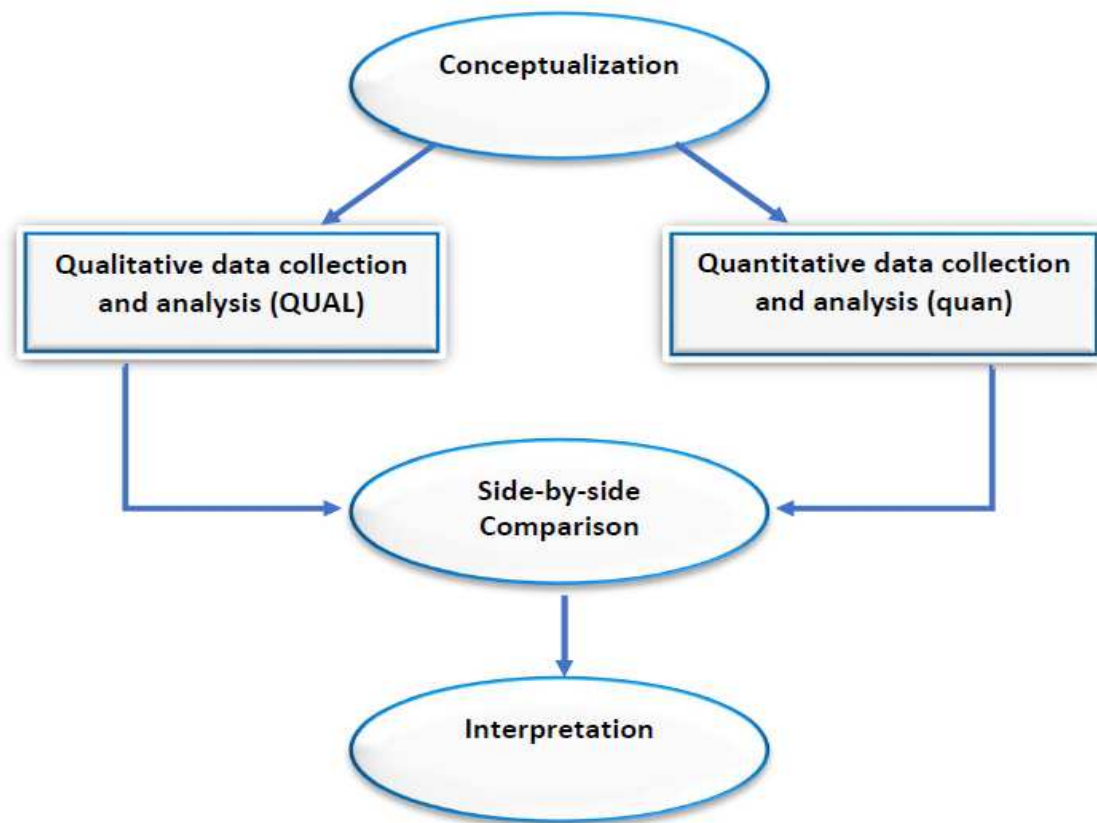 Conceptualization
Qualitative data collection
and analysis (QUAL)
Quantitative data collection
and analysis (quan)
Side-by-side
Comparison
Interpretation